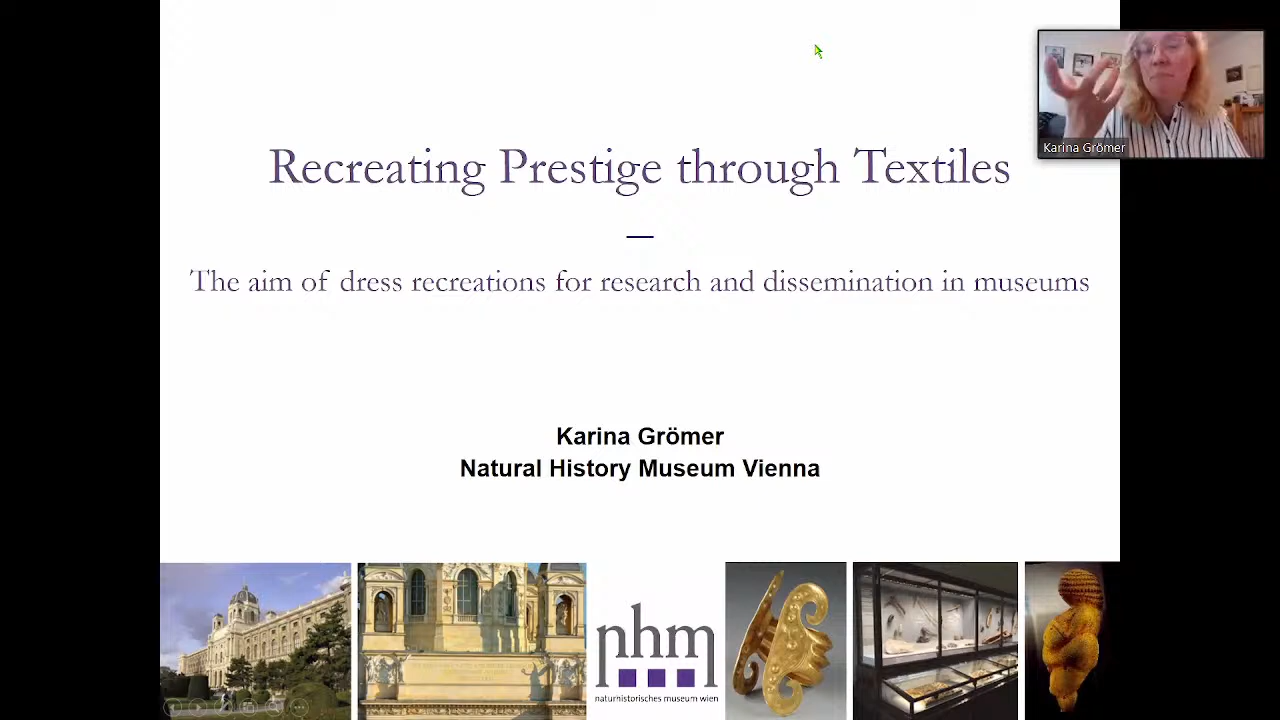 Recreating Prestige through Textiles
—
The aim of dress recreations for research and dissemination in museums
Karina Grömer
Karina Grömer
Natural History Museum Vienna
nhm
naturhistorisches museum wien